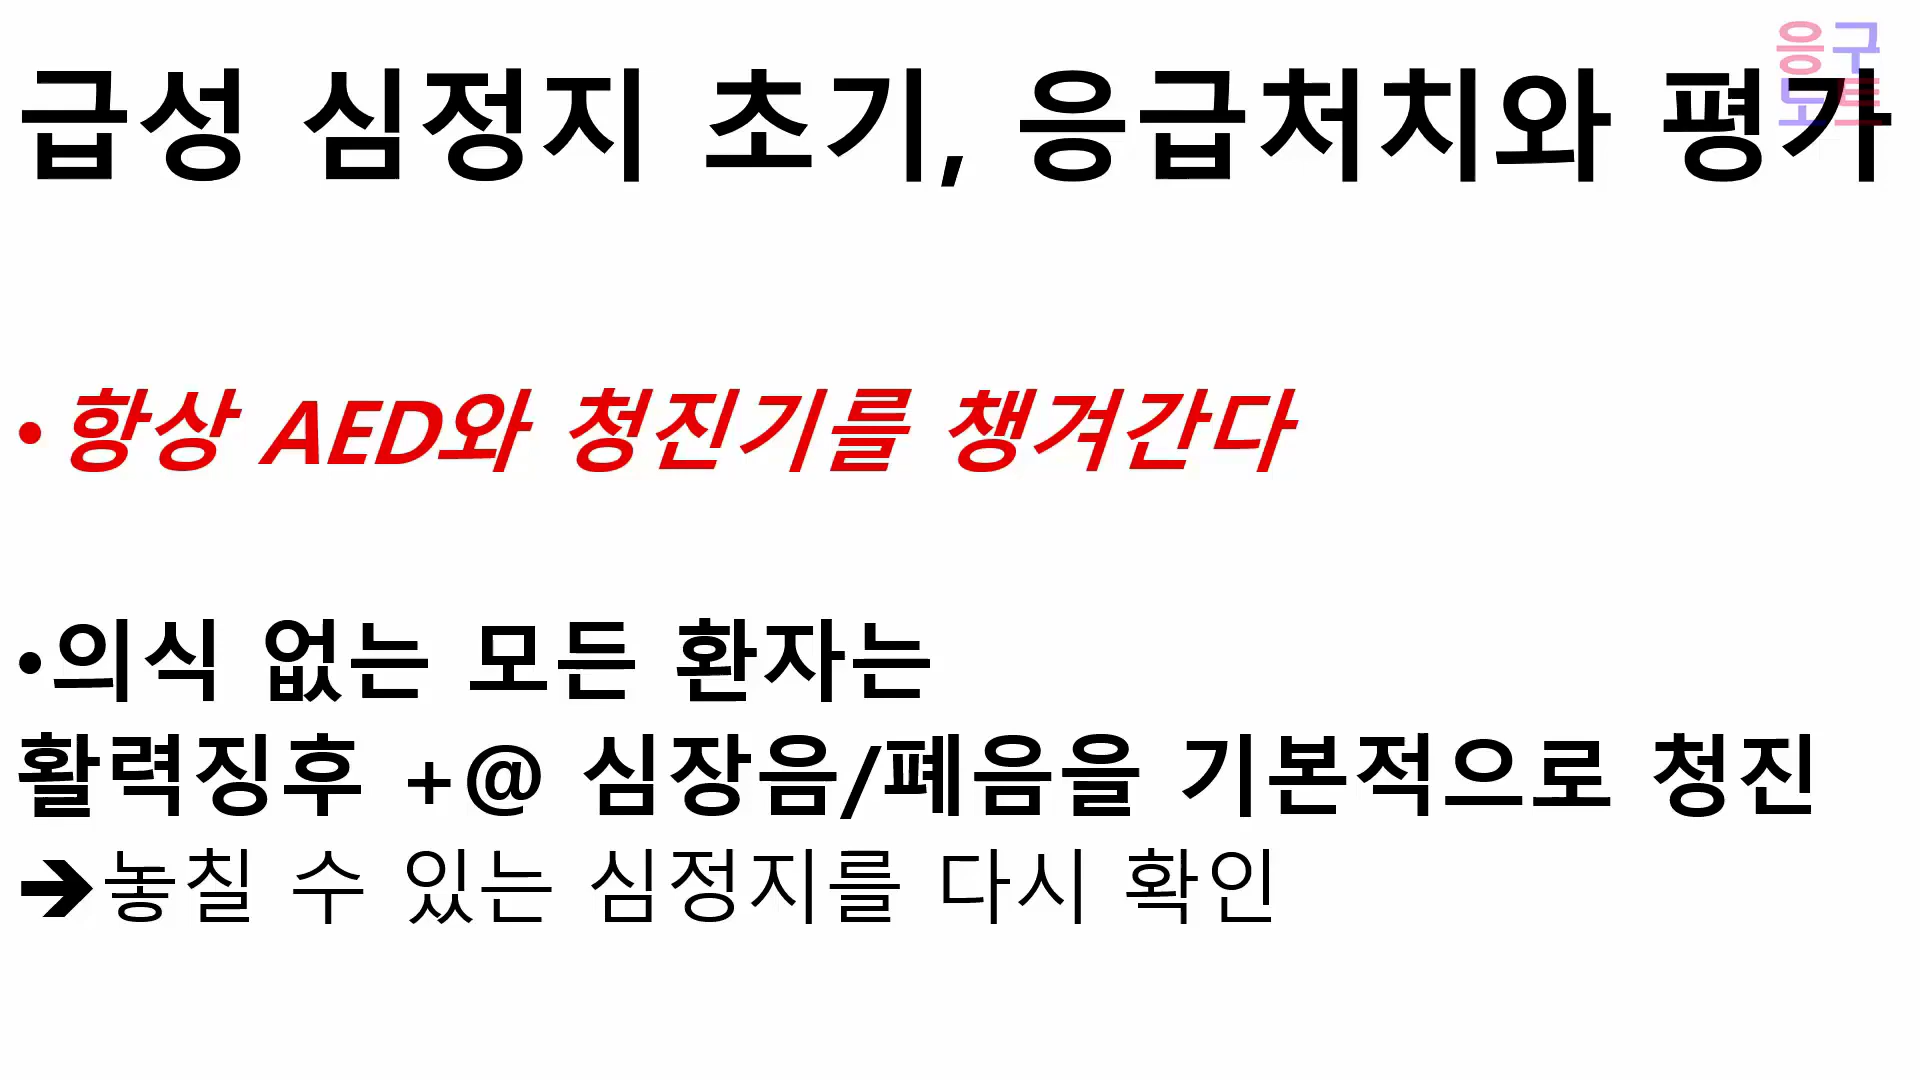 급성 심정지 초기, 응급처치와 평가
응구
노트
• 항상 AED와 청진기를 챙겨간다
•의식 없는 모든 환자는
활력징후 +@ 심장음/폐음을 기본적으로 청진
➔놓칠 수 있는 심정지를 다시 확인